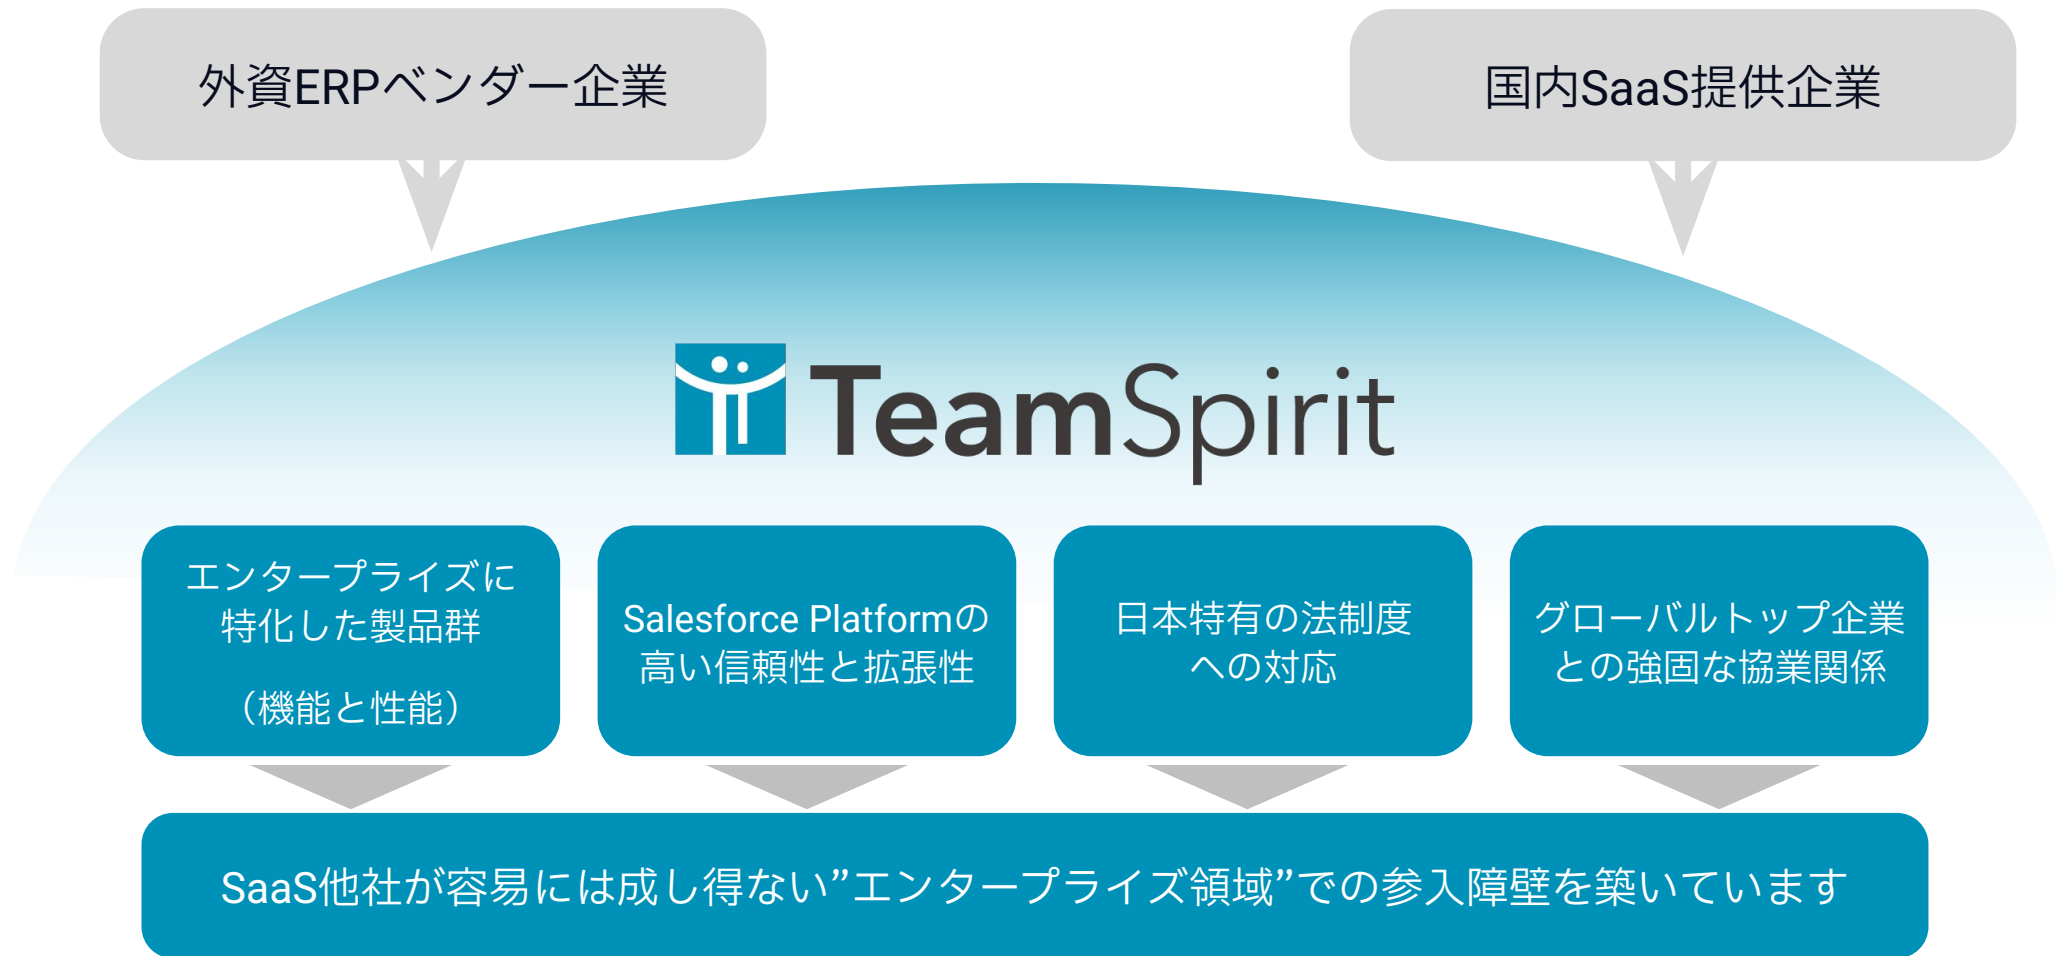 外資ERPベンダー企業
国内SaaS提供企業
TeamSpirit
エンタープライズに
特化した製品群
（機能と性能）
Salesforce Platformの
高い信頼性と拡張性
日本特有の法制度
への対応
グローバルトップ企業
との強固な協業関係
SaaS他社が容易には成し得ない”エンタープライズ領域”での参入障壁を築いています